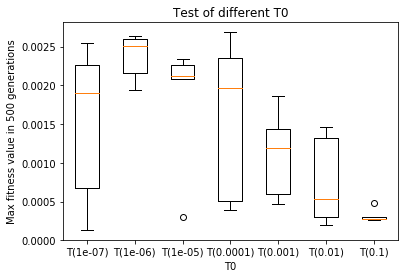 Test of different T0
Max fitness value in 500 generations
0.0025
0.0020
0.0015
0.0010
0.0005
0.0000
T(1e-07) T(1e-06) T(1e-05) T(0.0001) T(0.001) T(0.01) T(0.1)
T0